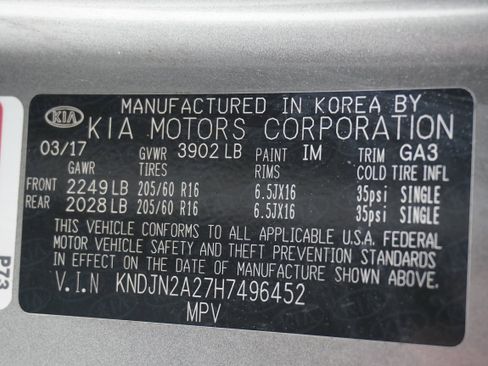 KIA MANUFACTURED IN KOREA BY
KIA MOTORS CORPORATION
03/17 GVWR 3902 LB PAINT IM TRIM GA3
GAWR TIRES RIMS COLD TIRE INFL
FRONT 2249 LB 205/60 R16 6.5JX16 35psi SINGLE
REAR 2028 LB 205/60 R16 6.5JX16 35psi SINGLE
THIS VEHICLE CONFORMS TO ALL APPLICABLE U.S.A. FEDERAL
MOTOR VEHICLE SAFETY AND THEFT PREVENTION STANDARDS
IN EFFECT ON THE DATE OF MANUFACTURE SHOWN ABOVE.
V.I.N KNDJN2A27H7496452
MPV
P73